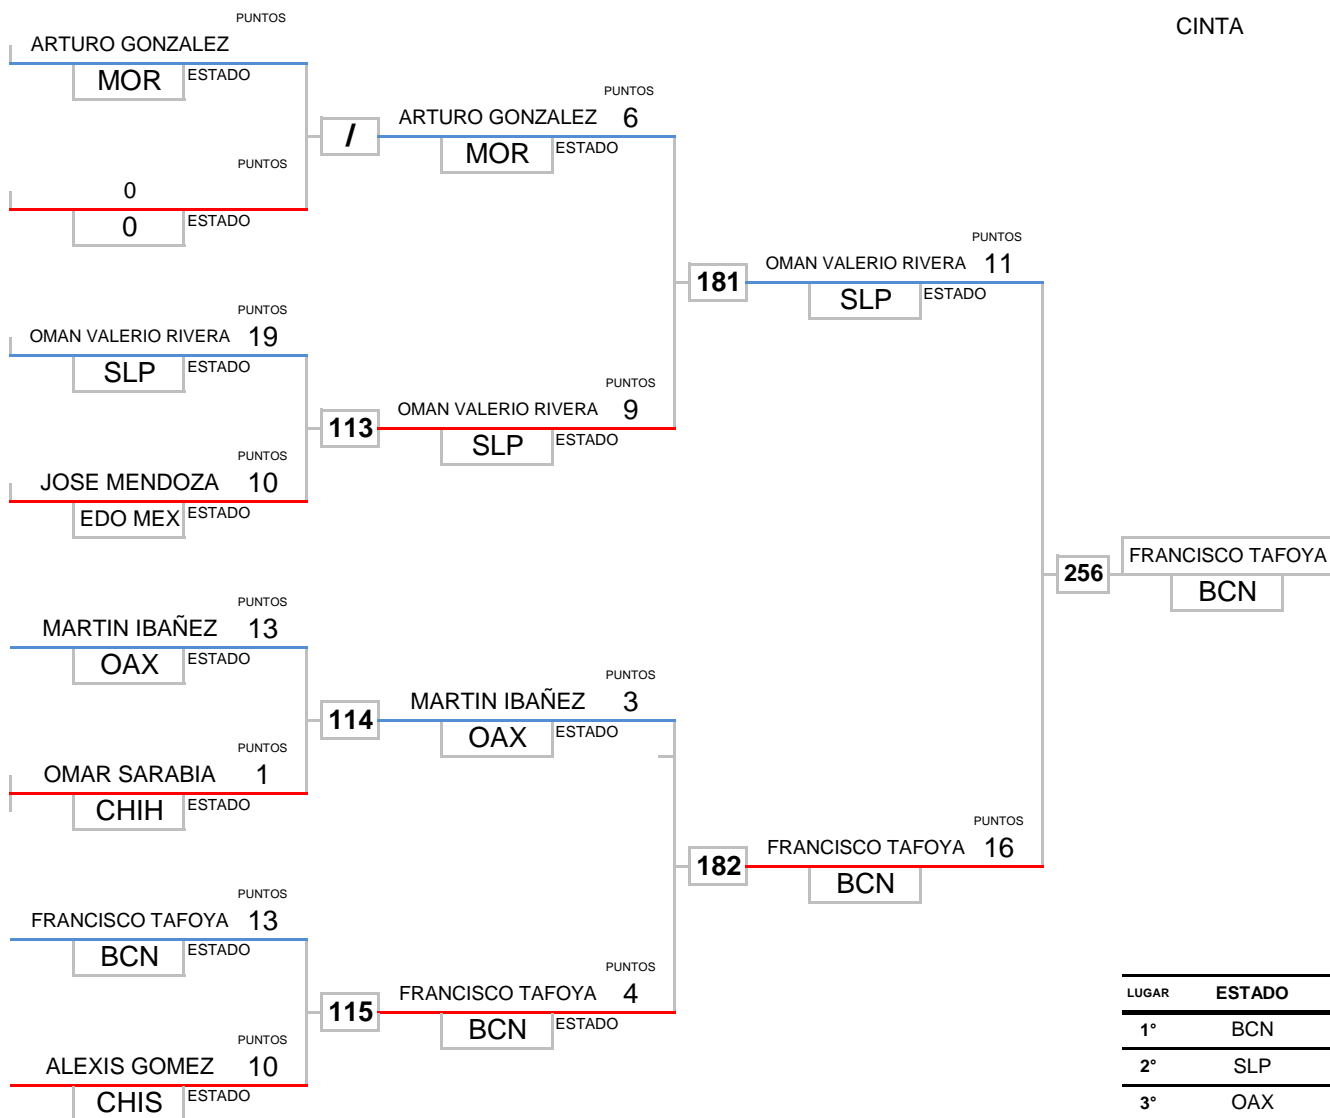 PUNTOS
CINTA
ARTURO GONZALEZ
MOR ESTADO
PUNTOS
ARTURO GONZALEZ 6
/
MOR ESTADO
PUNTOS
0
0 ESTADO
PUNTOS
OMAN VALERIO RIVERA 11
181
SLP ESTADO
PUNTOS
OMAN VALERIO RIVERA 19
SLP ESTADO
PUNTOS
OMAN VALERIO RIVERA 9
113
SLP ESTADO
PUNTOS
JOSE MENDOZA 10
EDO MEX ESTADO
FRANCISCO TAFOYA
256
BCN
PUNTOS
MARTIN IBAÑEZ 13
OAX ESTADO
PUNTOS
MARTIN IBAÑEZ 3
114
OAX ESTADO
PUNTOS
OMAR SARABIA 1
CHIH ESTADO
PUNTOS
FRANCISCO TAFOYA 16
182
BCN
PUNTOS
FRANCISCO TAFOYA 13
BCN ESTADO
PUNTOS
FRANCISCO TAFOYA 4
115
BCN ESTADO
PUNTOS
ALEXIS GOMEZ 10
CHIS ESTADO
LUGAR ESTADO
1° BCN
2° SLP
3° OAX